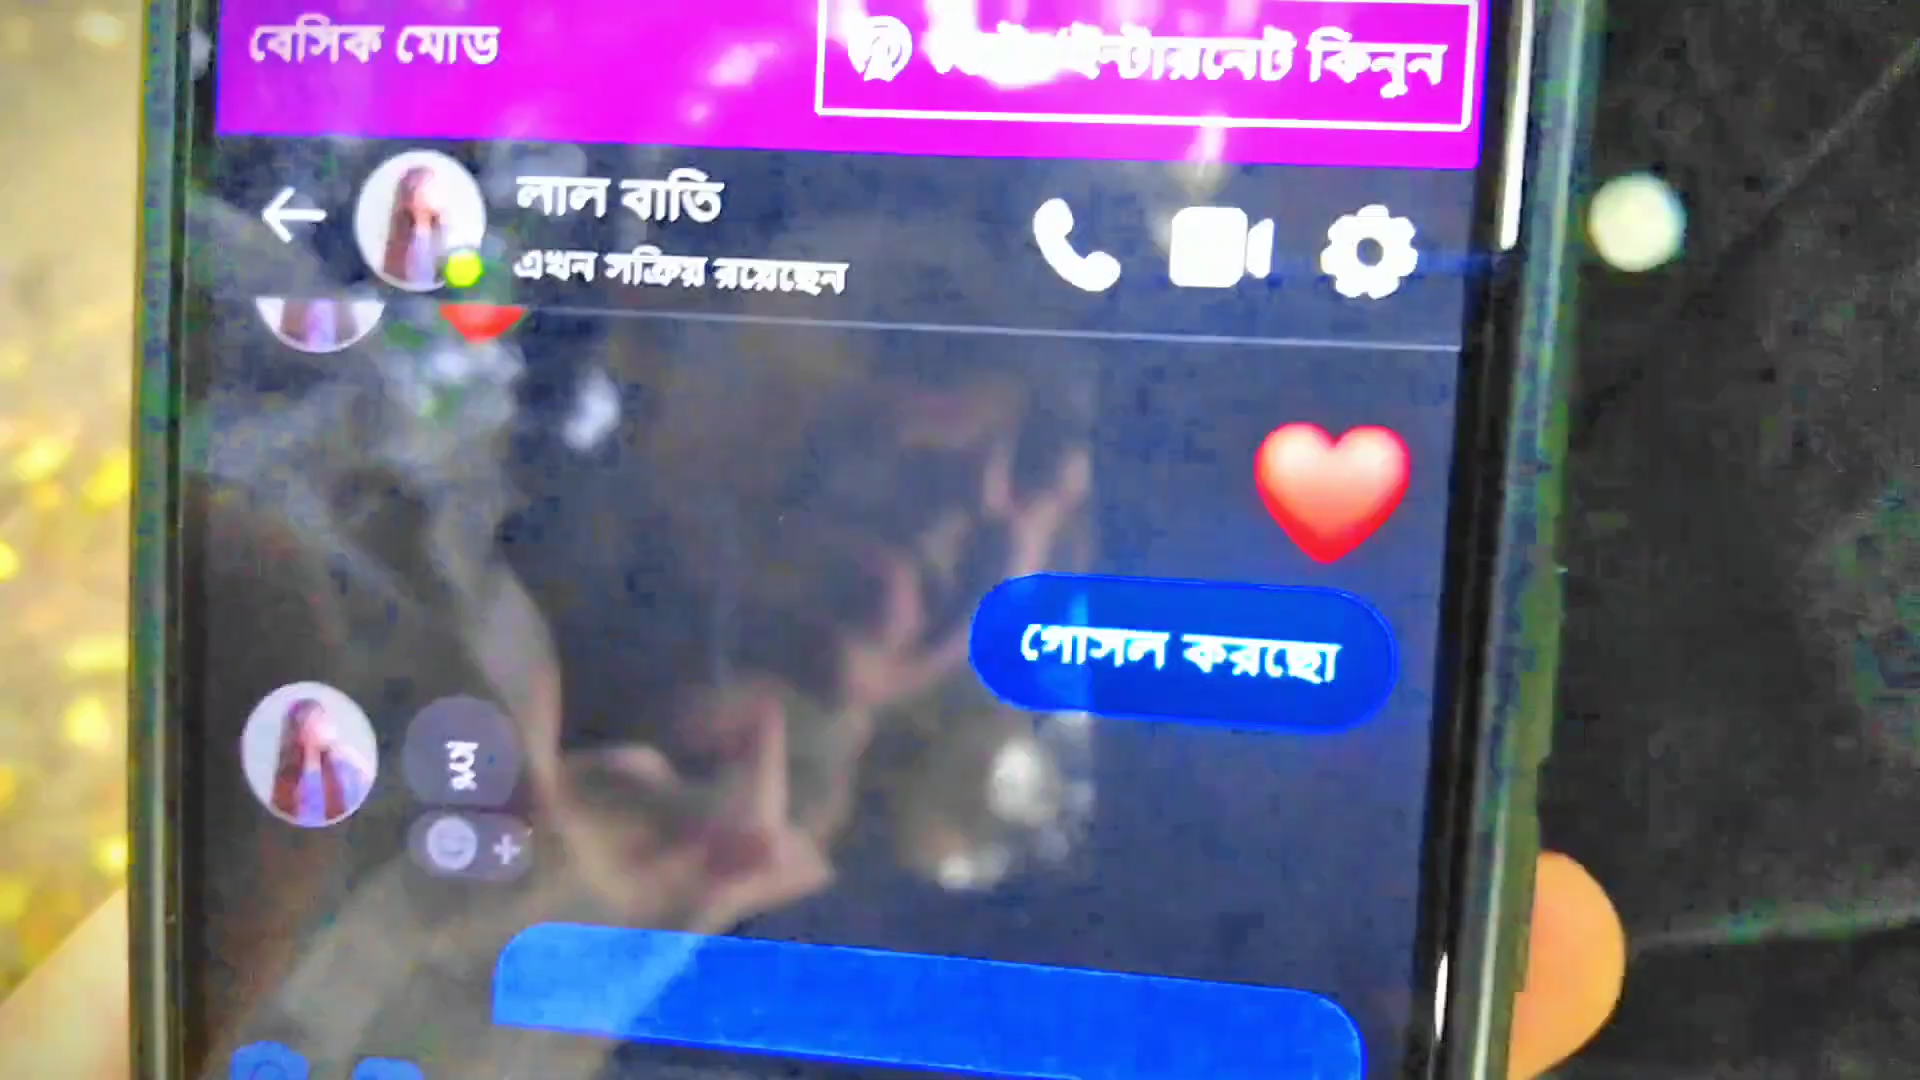 বেসিক মোড
ইন্টারনেট কিনুন
লাল বাতি
এখন সক্রিয় রয়েছেন
গোসল করছো
হুম